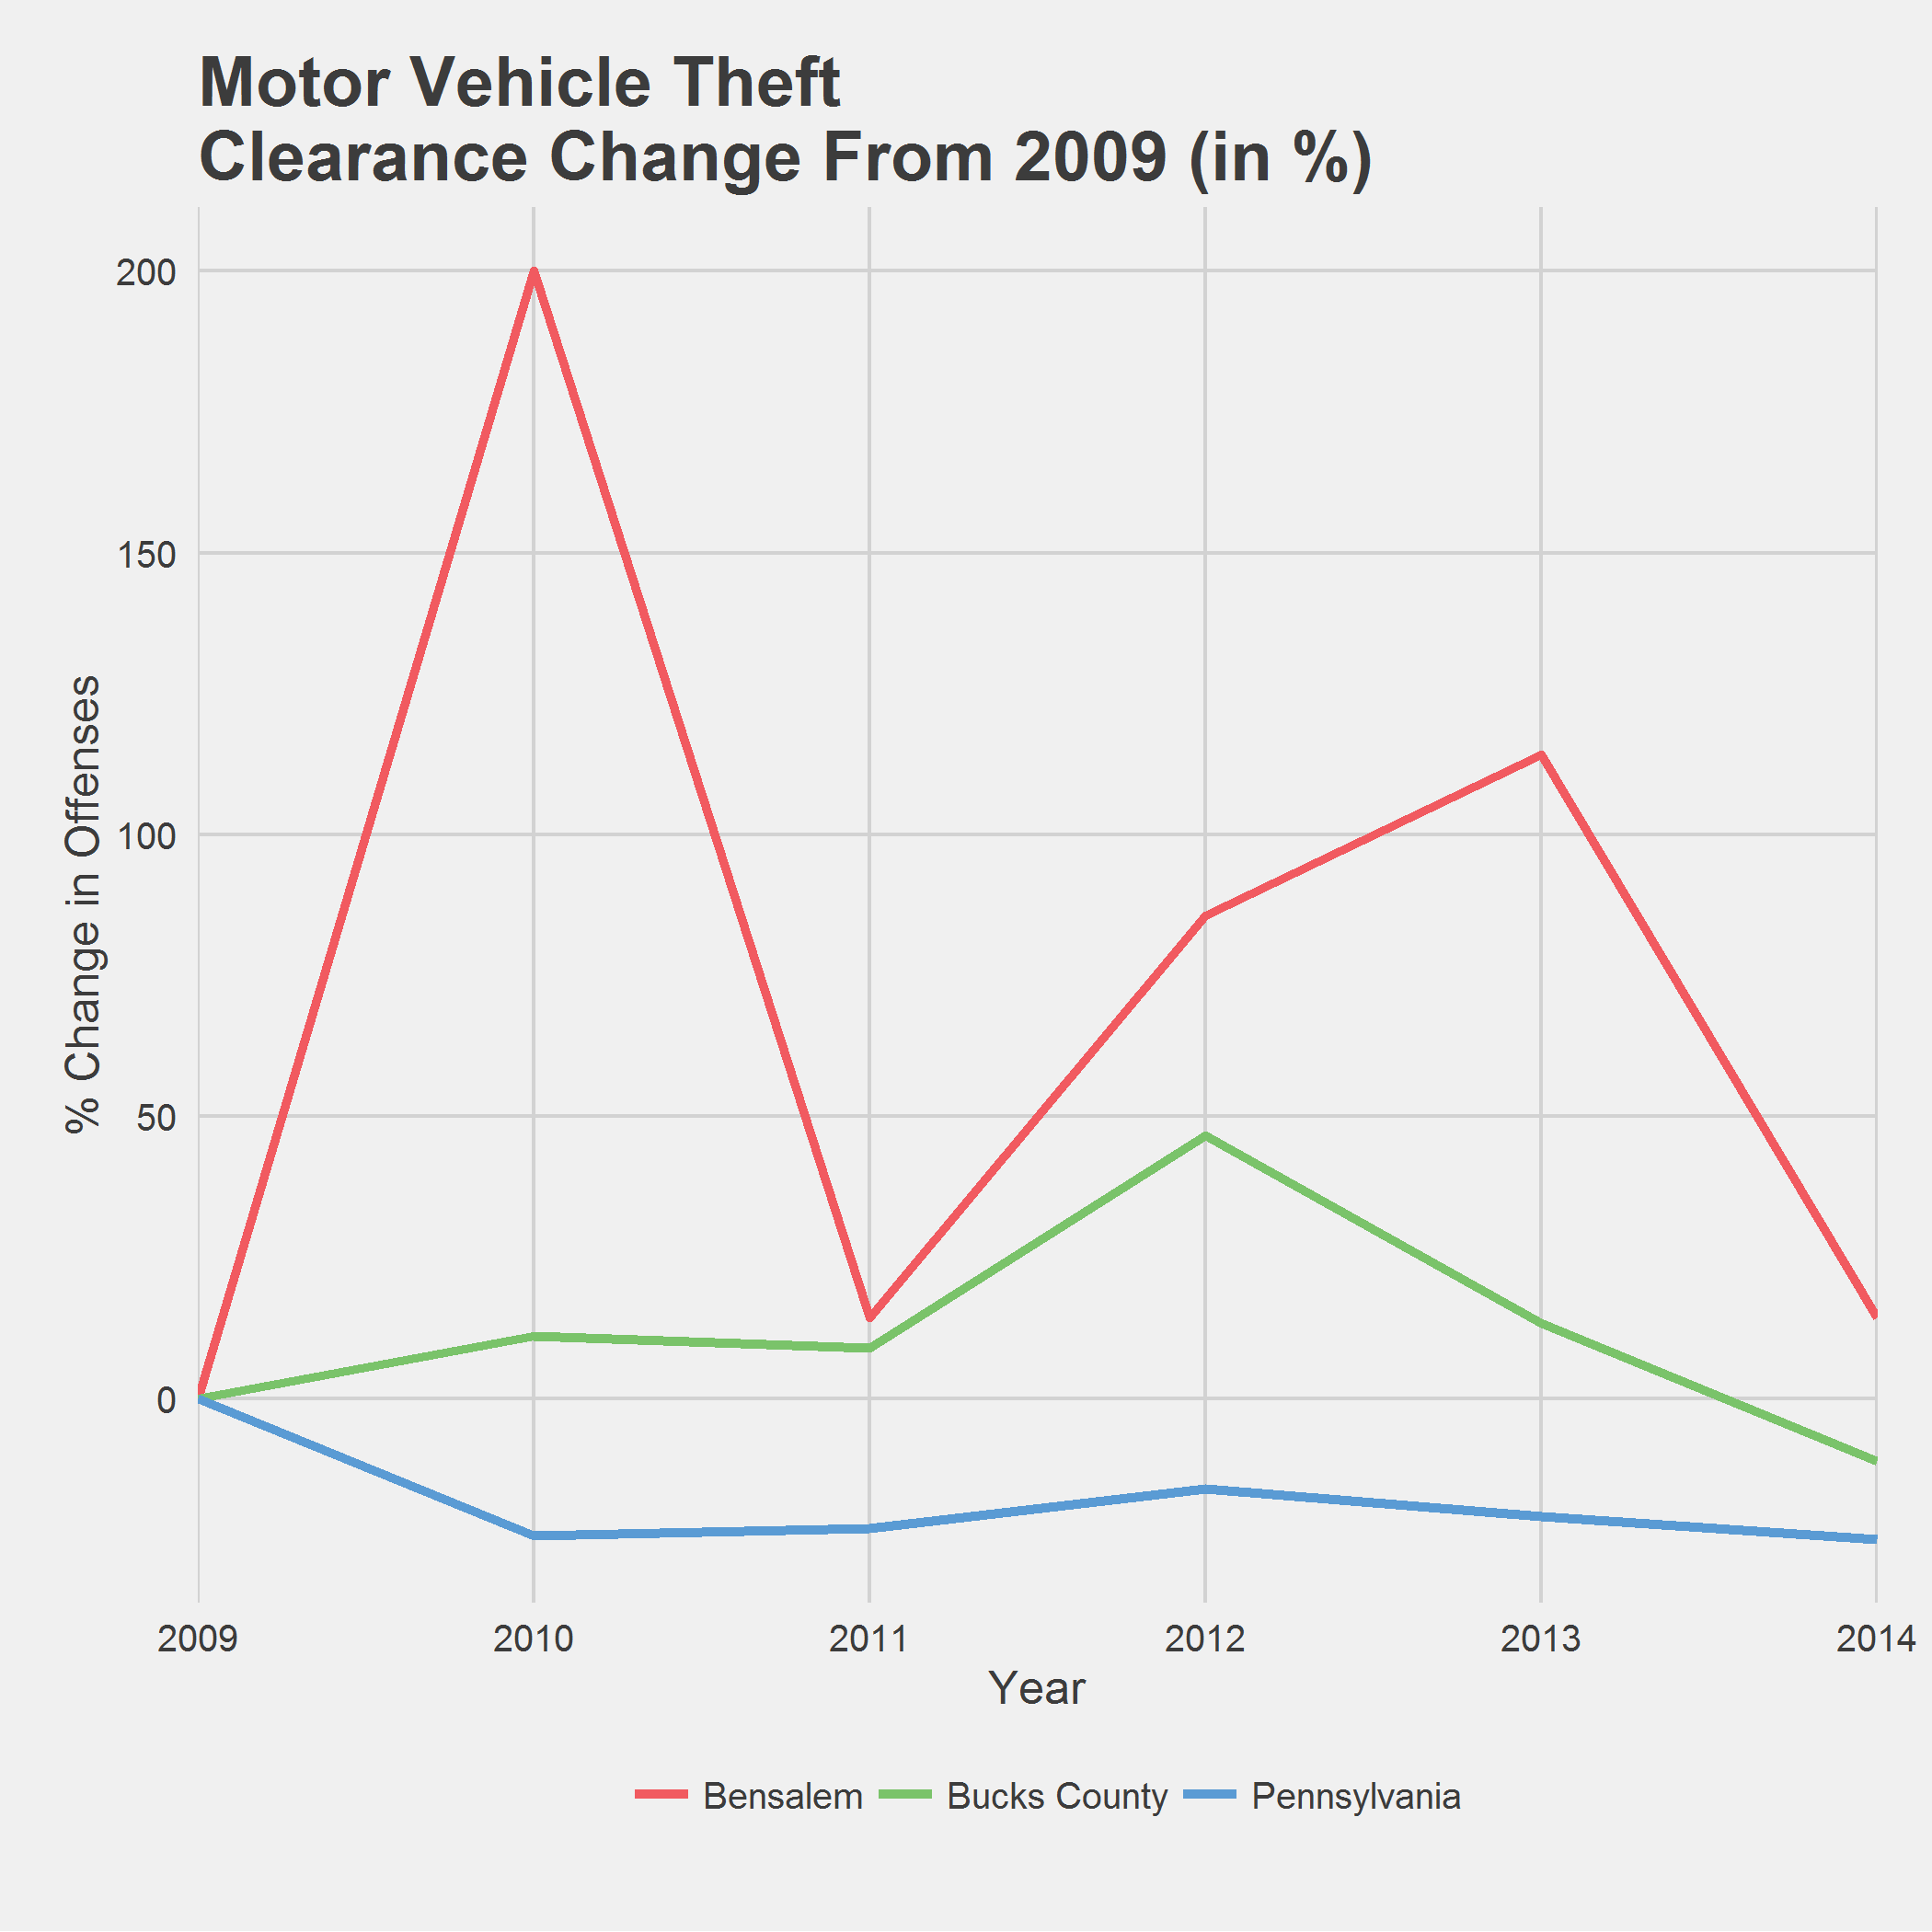 Motor Vehicle Theft
Clearance Change From 2009 (in %)
% Change in Offenses
200
150
100
50
0
2009 2010 2011 2012 2013 2014
Year
Bensalem Bucks County Pennsylvania